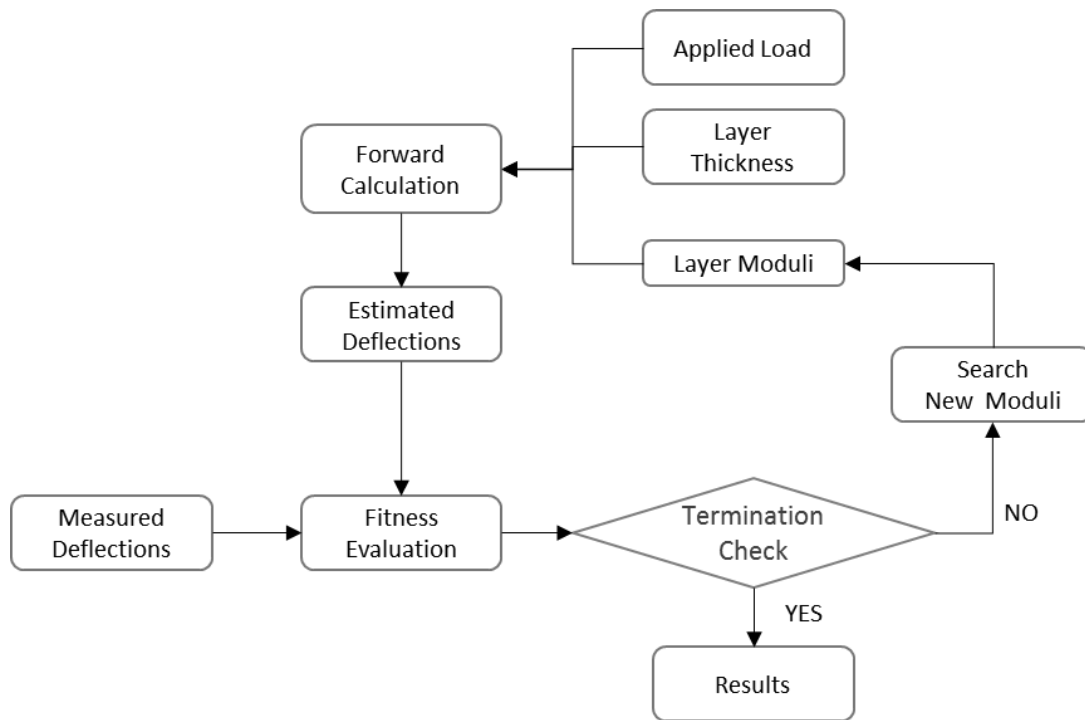 Applied Load
Forward
Calculation
Layer
Thickness
Layer Moduli
Estimated
Deflections
Search
New  Moduli
Measured
Deflections
Fitness
Evaluation
Termination
Check
NO
YES
Results